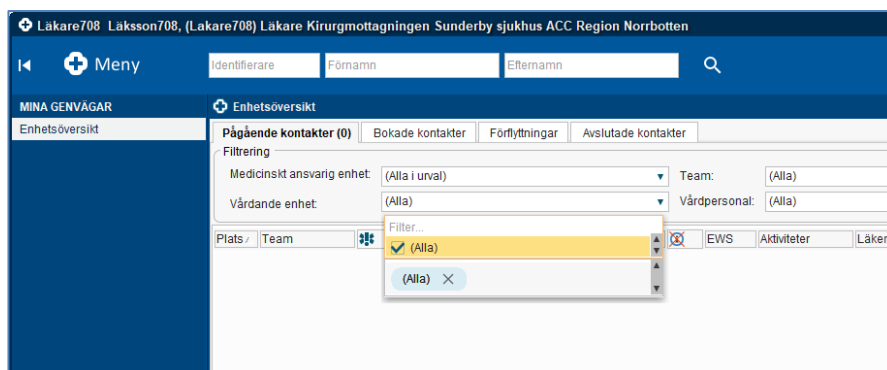 Läkare708 Läksson708, (Lakare708) Läkare Kirurgmottagningen Sunderby sjukhus ACC Region Norrbotten
Meny
Identifierare Förnamn Efternamn
MINA GENVÄGAR
Enhetsöversikt
Enhetsöversikt
Pågående kontakter (0) Bokade kontakter Förflyttningar Avslutade kontakter
Filtrering
Medicinskt ansvarig enhet: (Alla i urval) Team: (Alla)
Vårdande enhet: (Alla) Vårdpersonal: (Alla)
Filter...
(Alla)
(Alla)
Plats Team EWS Aktiviteter Läker